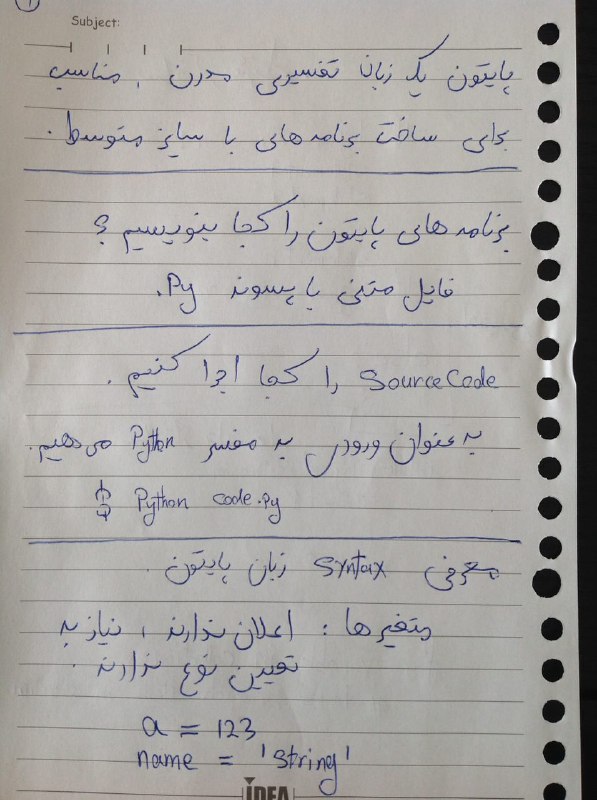 1
Subject:
پایتون یک زبان تفسیری مدرن ، مناسب
برای ساخت برنامه های با سایز متوسط .
برنامه های پایتون را کجا بنویسیم ؟
فایل متنی با پسوند Py.
SourceCode را کجا اجرا کنیم .
به عنوان ورودی به مفسر Python می دهیم.
$ Python code.py
معرفی Syntax زبان پایتون .
متغیرها : اعلان ندارند ، نیاز به
تعیین نوع ندارند .
a = 123
name = 'String'
IDEA